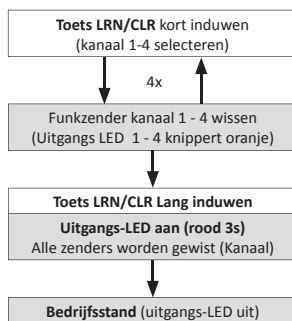 Toets LRN/CLR kort induwen
(kanaal 1-4 selecteren)
4x
Funkzender kanaal 1 - 4 wissen
(Uitgangs LED 1 - 4 knippert oranje)
Toets LRN/CLR Lang induwen
Uitgangs-LED aan (rood 3s)
Alle zenders worden gewist (Kanaal)
Bedrijfsstand (uitgangs-LED uit)